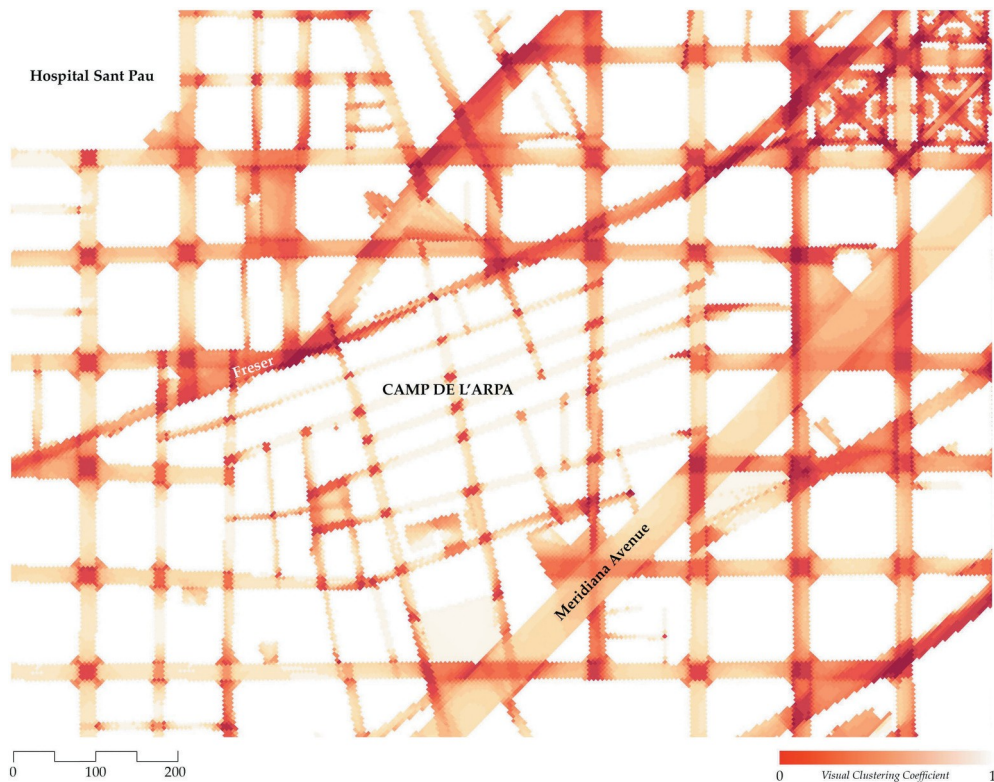 Hospital Sant Pau
Freser
CAMP DE L'ARPA
Meridiana Avenue
0 100 200
0 Visual Clustering Coefficient 1